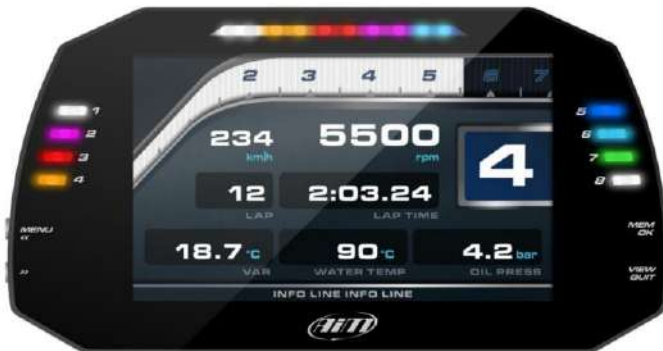 2 3 4 5 6 7
234 km/h
5500 rpm
4
12 LAP
2:03.24 LAP TIME
18.7 °C VAR
90 °C WATER TEMP
4.2 bar OIL PRESS
INFO LINE INFO LINE
1
2
3
4
MENU
<<
>>
5
6
7
8
MEM
OK
VIEW
QUIT
AiM